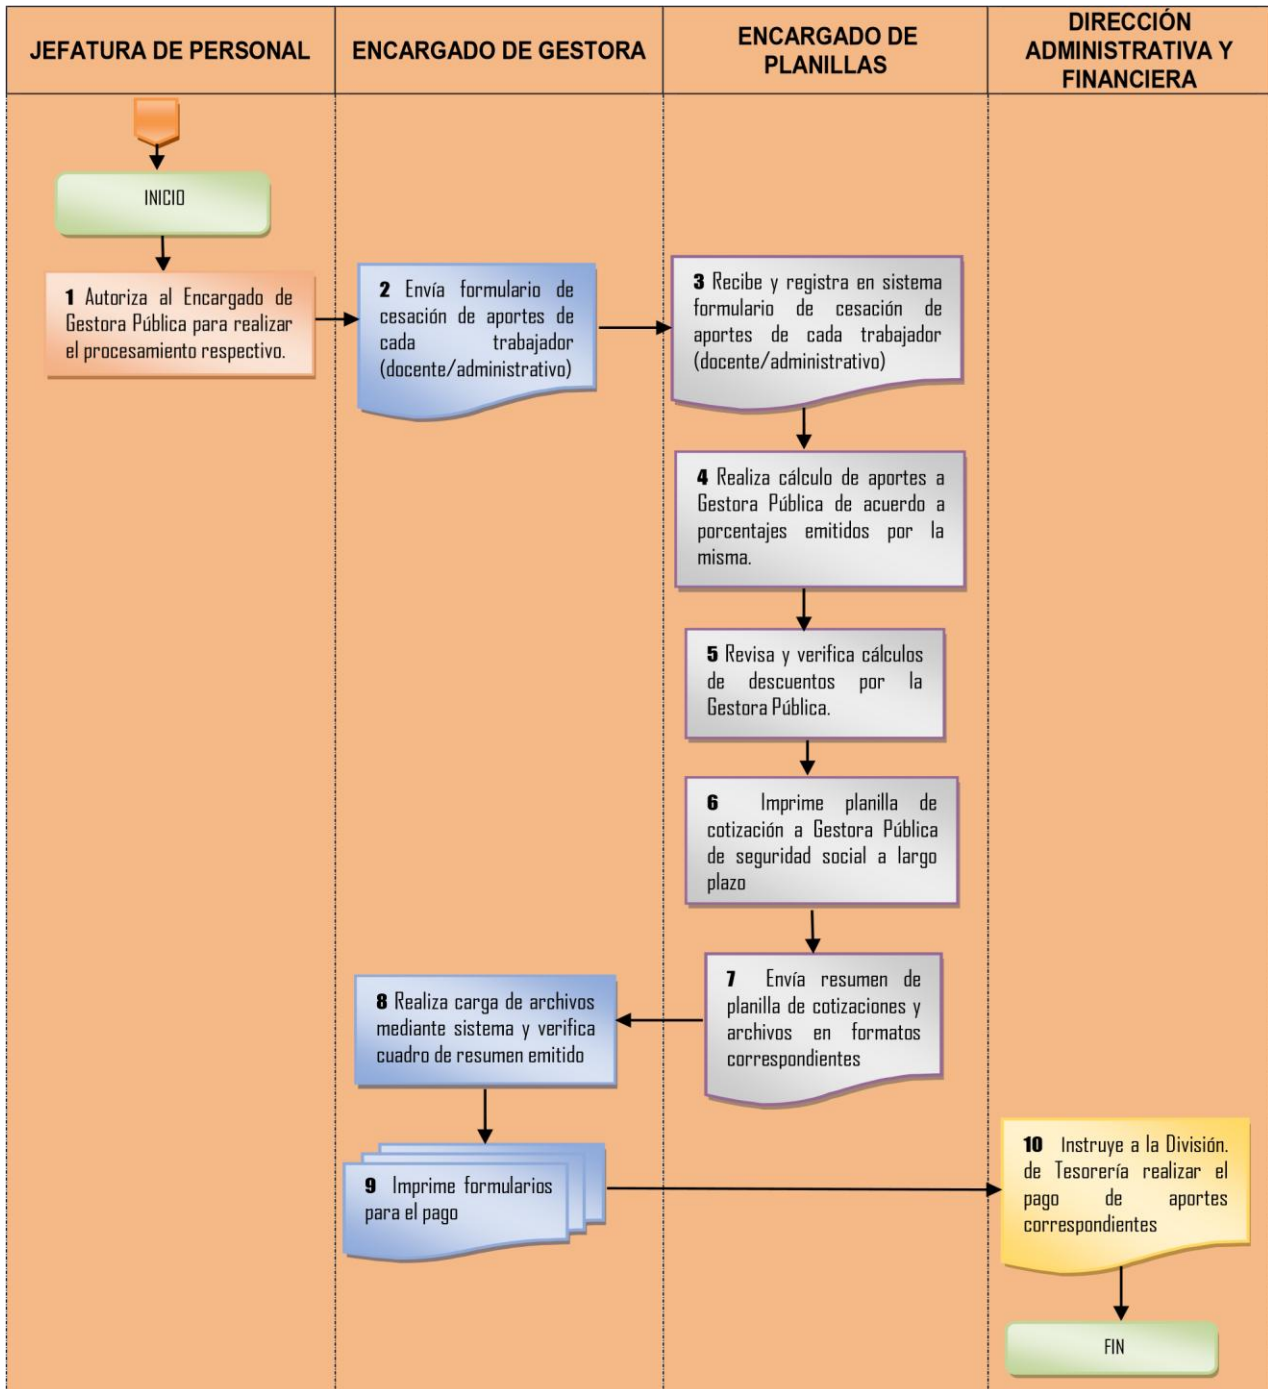 JEFATURA DE PERSONAL
ENCARGADO DE GESTORA
ENCARGADO DE
PLANILLAS
DIRECCIÓN
ADMINISTRATIVA Y
FINANCIERA
INICIO
1 Autoriza al Encargado de
Gestora Pública para realizar
el procesamiento respectivo.
2 Envía formulario de
cesación de aportes de
cada trabajador
(docente/administrativo)
3 Recibe y registra en sistema
formulario de cesación de
aportes de cada trabajador
(docente/administrativo)
4 Realiza cálculo de aportes a
Gestora Pública de acuerdo a
porcentajes emitidos por la
misma.
5 Revisa y verifica cálculos
de descuentos por la
Gestora Pública.
6 Imprime planilla de
cotización a Gestora Pública
de seguridad social a largo
plazo
7 Envía resumen de
planilla de cotizaciones y
archivos en formatos
correspondientes
8 Realiza carga de archivos
mediante sistema y verifica
cuadro de resumen emitido
9 Imprime formularios
para el pago
10 Instruye a la División.
de Tesorería realizar el
pago de aportes
correspondientes
FIN